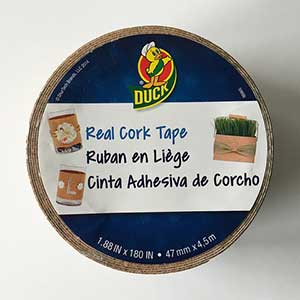 DUCK
Real Cork Tape
Ruban en Liège
Cinta Adhesiva de Corcho
1.88 IN x 180 IN • 47 mm x 4,5m